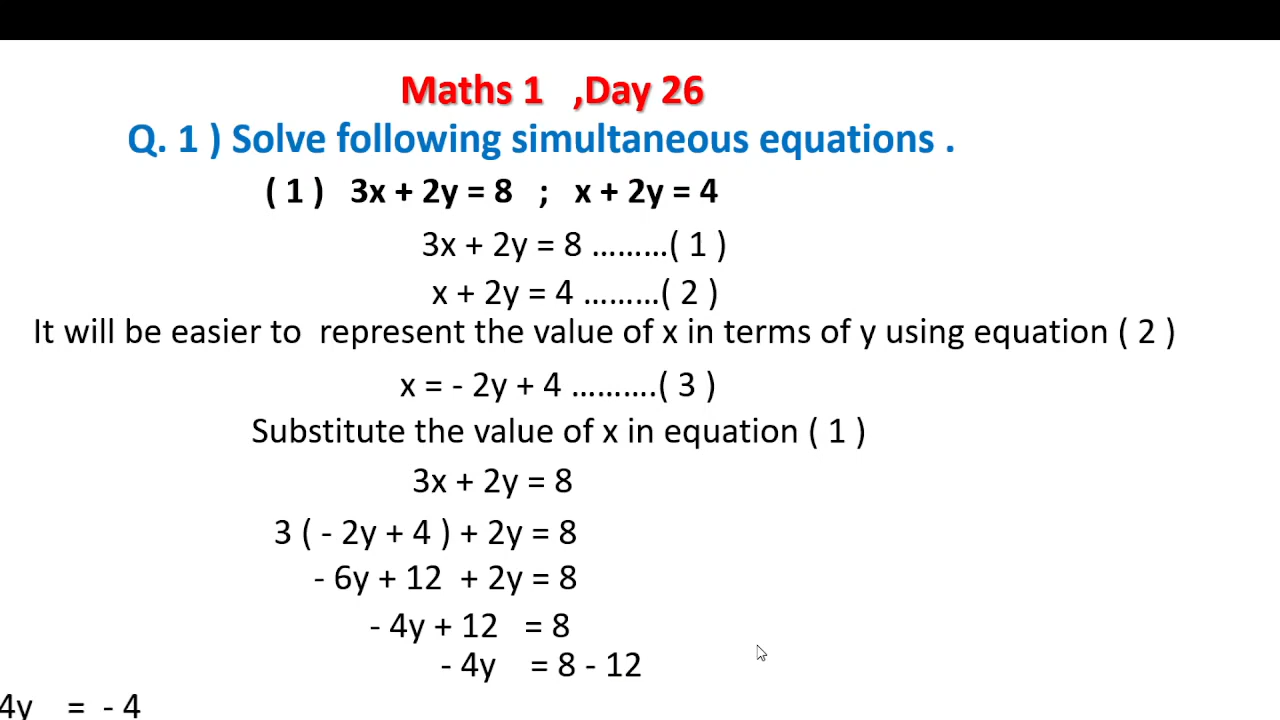 Maths 1 ,Day 26
Q. 1 ) Solve following simultaneous equations .
( 1 ) 3x + 2y = 8 ; x + 2y = 4
3x + 2y = 8 .........( 1 )
x + 2y = 4 .........( 2 )
It will be easier to represent the value of x in terms of y using equation ( 2 )
x = - 2y + 4 ..........( 3 )
Substitute the value of x in equation ( 1 )
3x + 2y = 8
3 ( - 2y + 4 ) + 2y = 8
- 6y + 12 + 2y = 8
- 4y + 12 = 8
- 4y = 8 - 12
4y = - 4